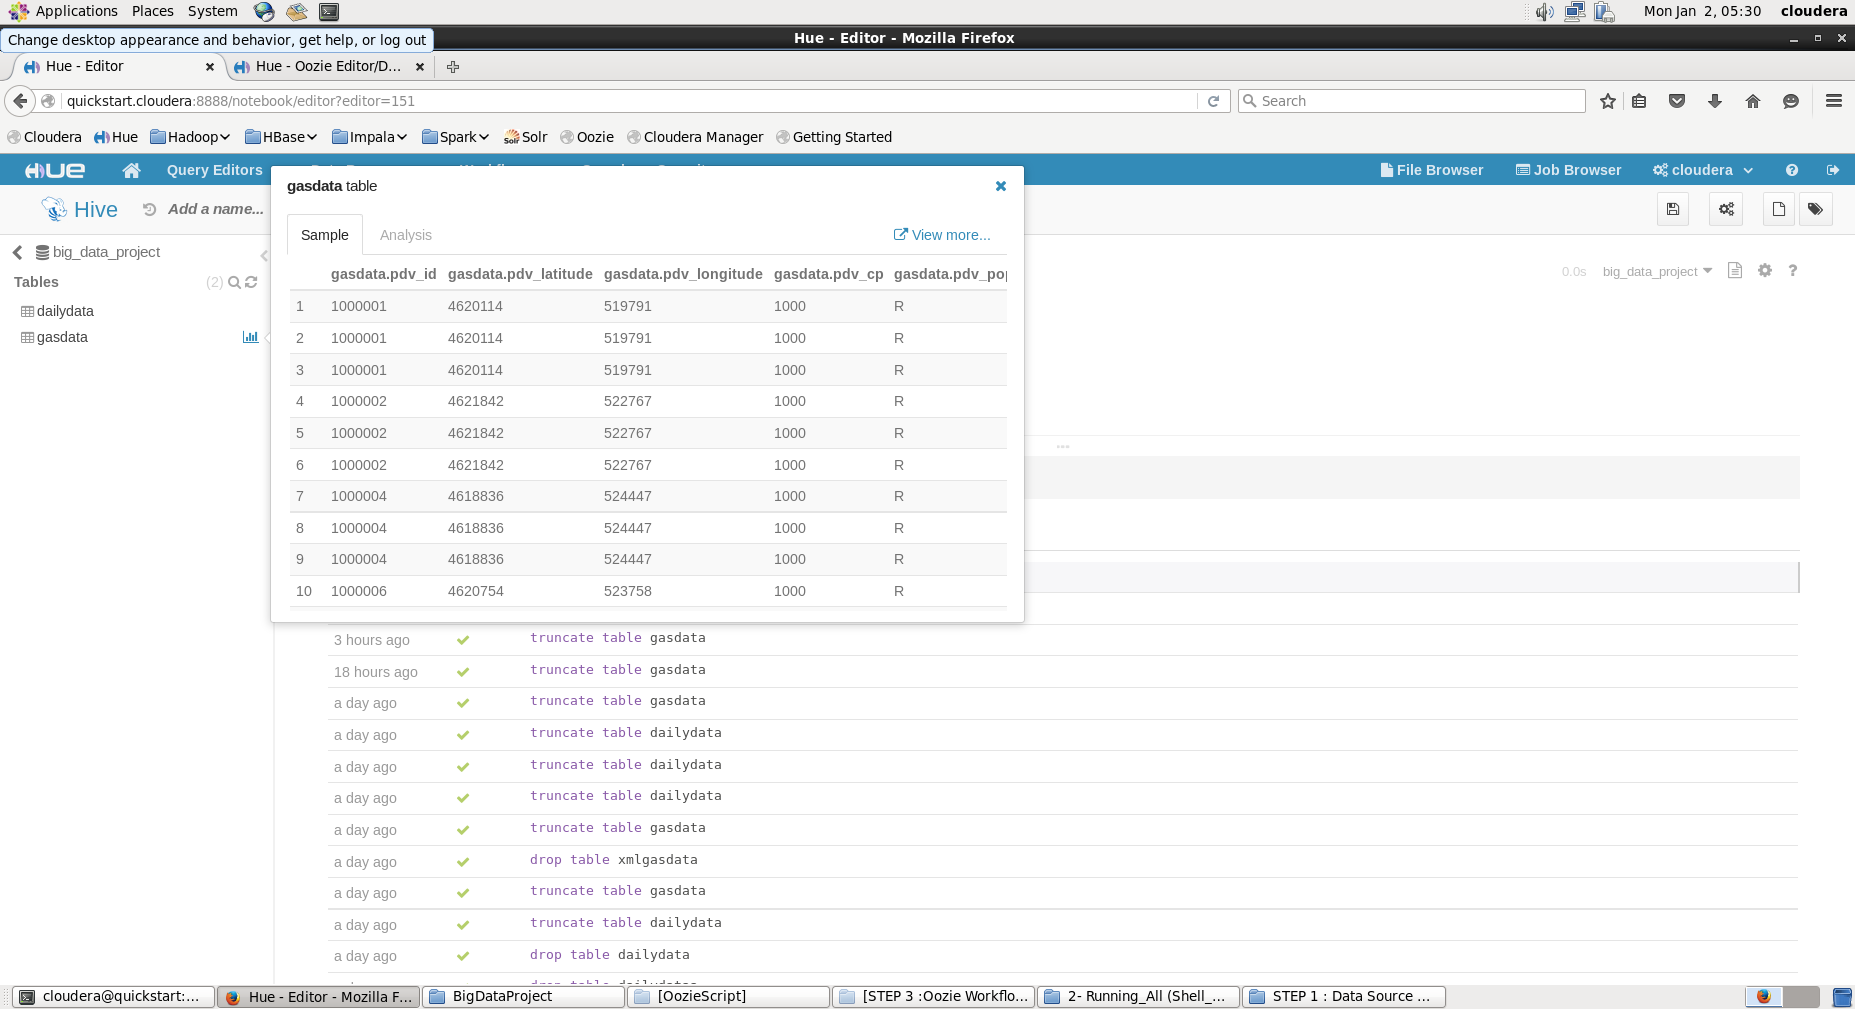 Applications Places System Mon Jan 2, 05:30 cloudera
Change desktop appearance and behavior, get help, or log out
Hue - Editor - Mozilla Firefox
Hue - Editor Hue - Oozie Editor/D...
quickstart.cloudera:8888/notebook/editor?editor=151 Search
Cloudera Hue Hadoop HBase Impala Spark Solr Oozie Cloudera Manager Getting Started
HUE Query Editors File Browser Job Browser cloudera
gasdata table
Hive Add a name...
Sample Analysis View more...
big_data_project
Tables (2)
0.0s big_data_project
gasdata.pdv_id gasdata.pdv_latitude gasdata.pdv_longitude gasdata.pdv_cp gasdata.pdv_pop
dailydata
gasdata
1 1000001 4620114 519791 1000 R
2 1000001 4620114 519791 1000 R
3 1000001 4620114 519791 1000 R
4 1000002 4621842 522767 1000 R
5 1000002 4621842 522767 1000 R
6 1000002 4621842 522767 1000 R
7 1000004 4618836 524447 1000 R
8 1000004 4618836 524447 1000 R
9 1000004 4618836 524447 1000 R
10 1000006 4620754 523758 1000 R
3 hours ago truncate table gasdata
18 hours ago truncate table gasdata
a day ago truncate table gasdata
a day ago truncate table dailydata
a day ago truncate table dailydata
a day ago truncate table dailydata
a day ago truncate table gasdata
a day ago drop table xmlgasdata
a day ago truncate table gasdata
a day ago truncate table dailydata
a day ago drop table dailydata
cloudera@quickstart:... Hue - Editor - Mozilla F... BigDataProject [OozieScript] [STEP 3 :Oozie Workflo... 2- Running_All (Shell_... STEP 1 : Data Source ...